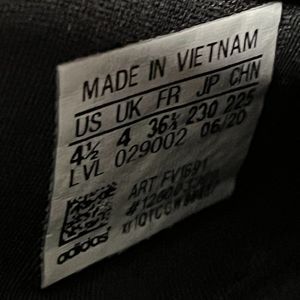 MADE IN VIETNAM
US UK FR JP CHN
4½ 4 36⅔ 230 225
LVL 029002 06/20
ART FV1691
adidas